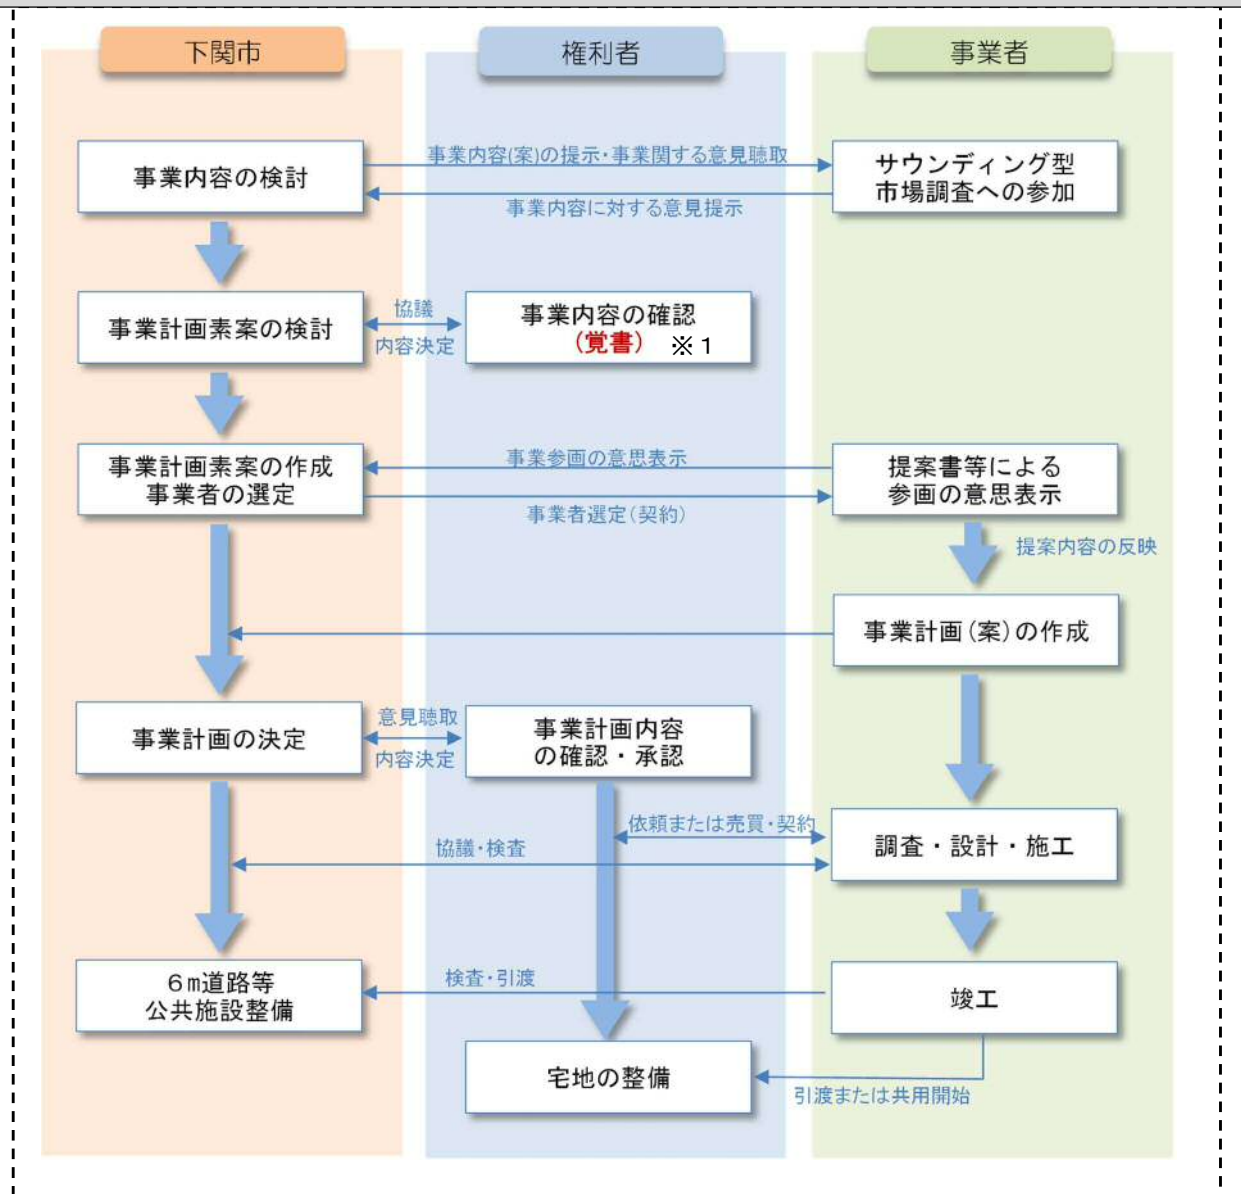 下関市
権利者
事業者
事業内容の検討
事業内容(案)の提示・事業関する意見聴取
事業内容に対する意見提示
サウンディング型
市場調査への参加
事業計画素案の検討
協議
内容決定
事業内容の確認
(覚書) ※1
事業計画素案の作成
事業者の選定
事業参画の意思表示
事業者選定(契約)
提案書等による
参画の意思表示
提案内容の反映
事業計画(案)の作成
事業計画の決定
意見聴取
内容決定
事業計画内容
の確認・承認
依頼または売買・契約
協議・検査
調査・設計・施工
6m道路等
公共施設整備
検査・引渡
竣工
宅地の整備
引渡または共用開始